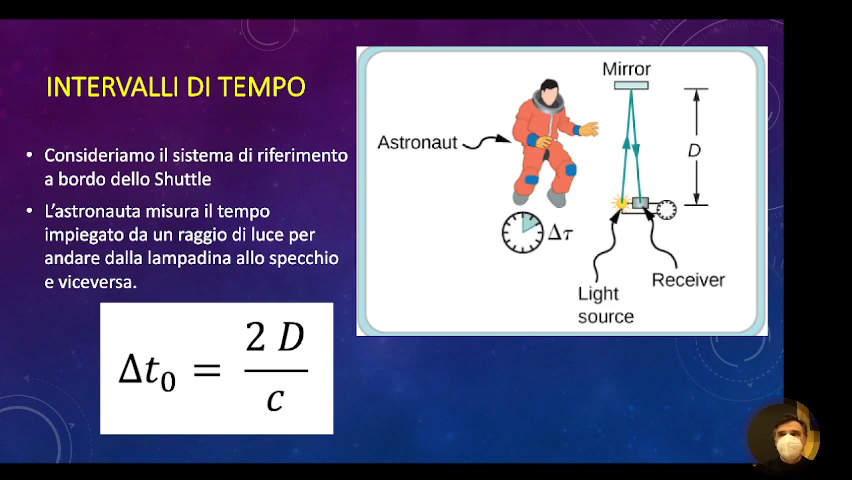 INTERVALLI DI TEMPO
• Consideriamo il sistema di riferimento
a bordo dello Shuttle
• L'astronauta misura il tempo
impiegato da un raggio di luce per
andare dalla lampadina allo specchio
e viceversa.
Δt₀ = 2 D / c
Mirror
Astronaut
D
Δτ
Light
source
Receiver